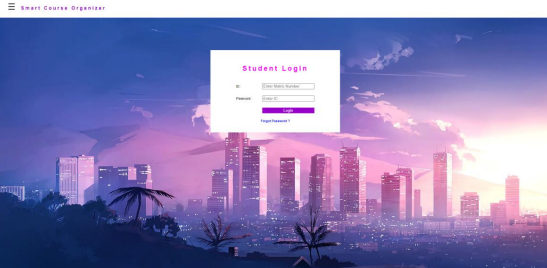 Smart Course Organizer
Student Login
ID:
Enter Matric Number
Password:
Enter IC
Login
Forgot Password ?